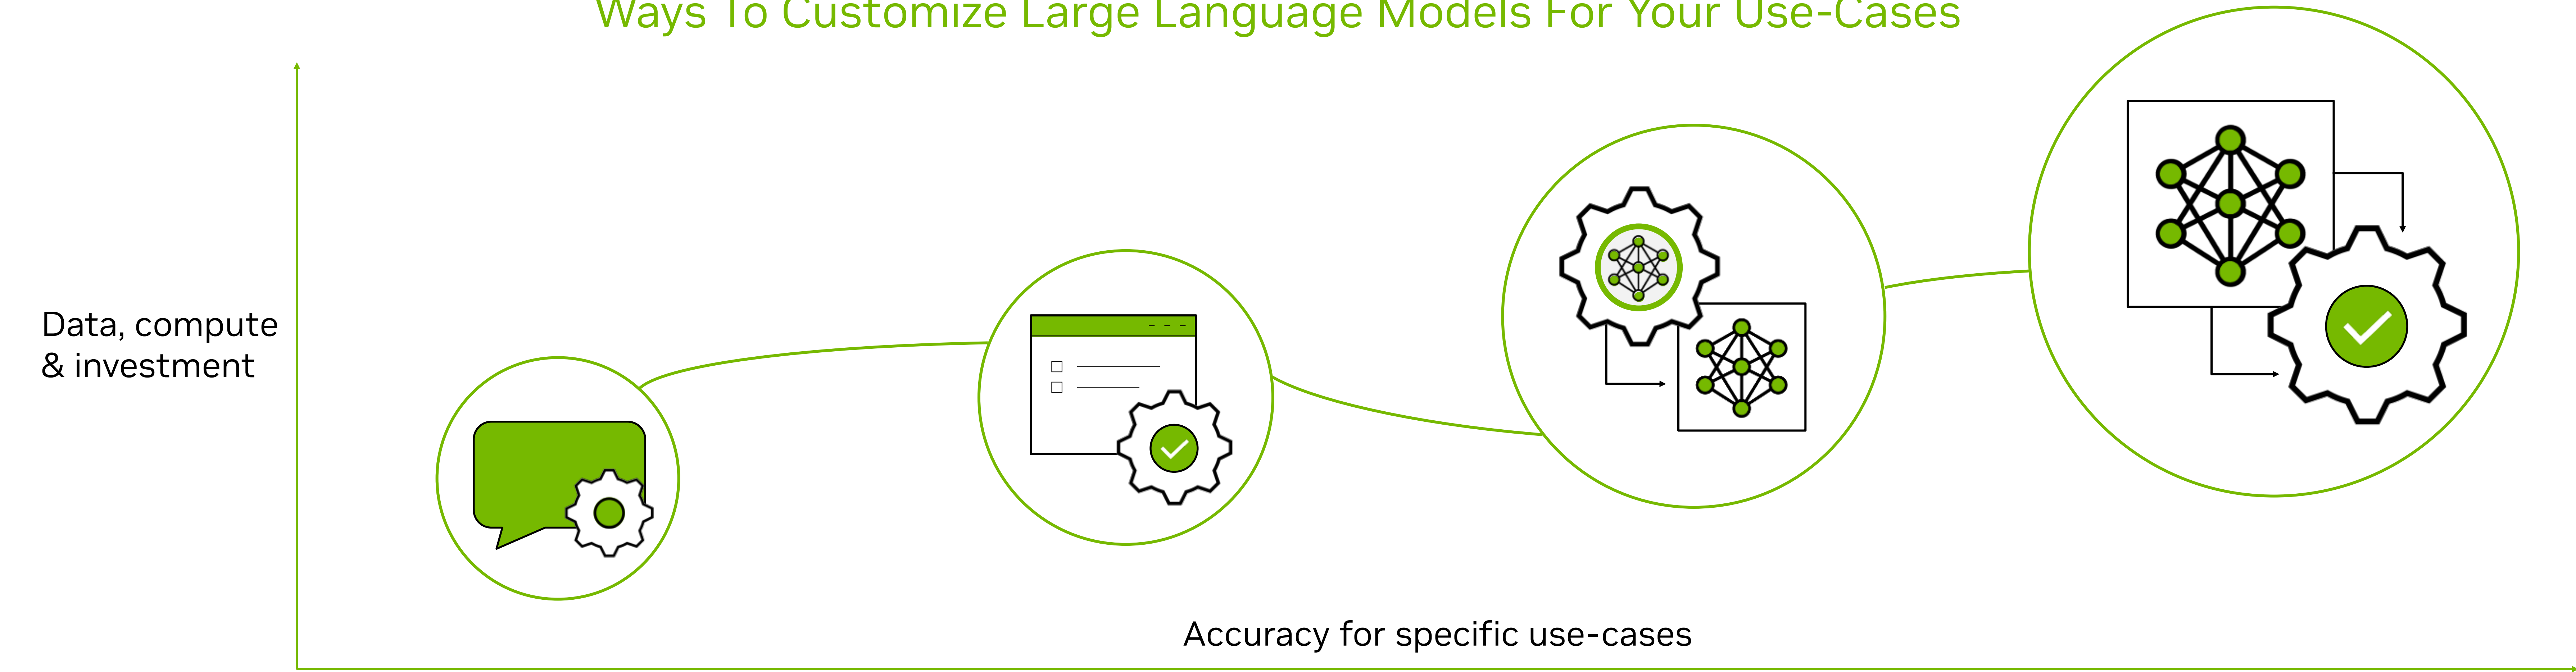 Ways To Customize Large Language Models For Your Use-Cases
Data, compute
& investment
Accuracy for specific use-cases